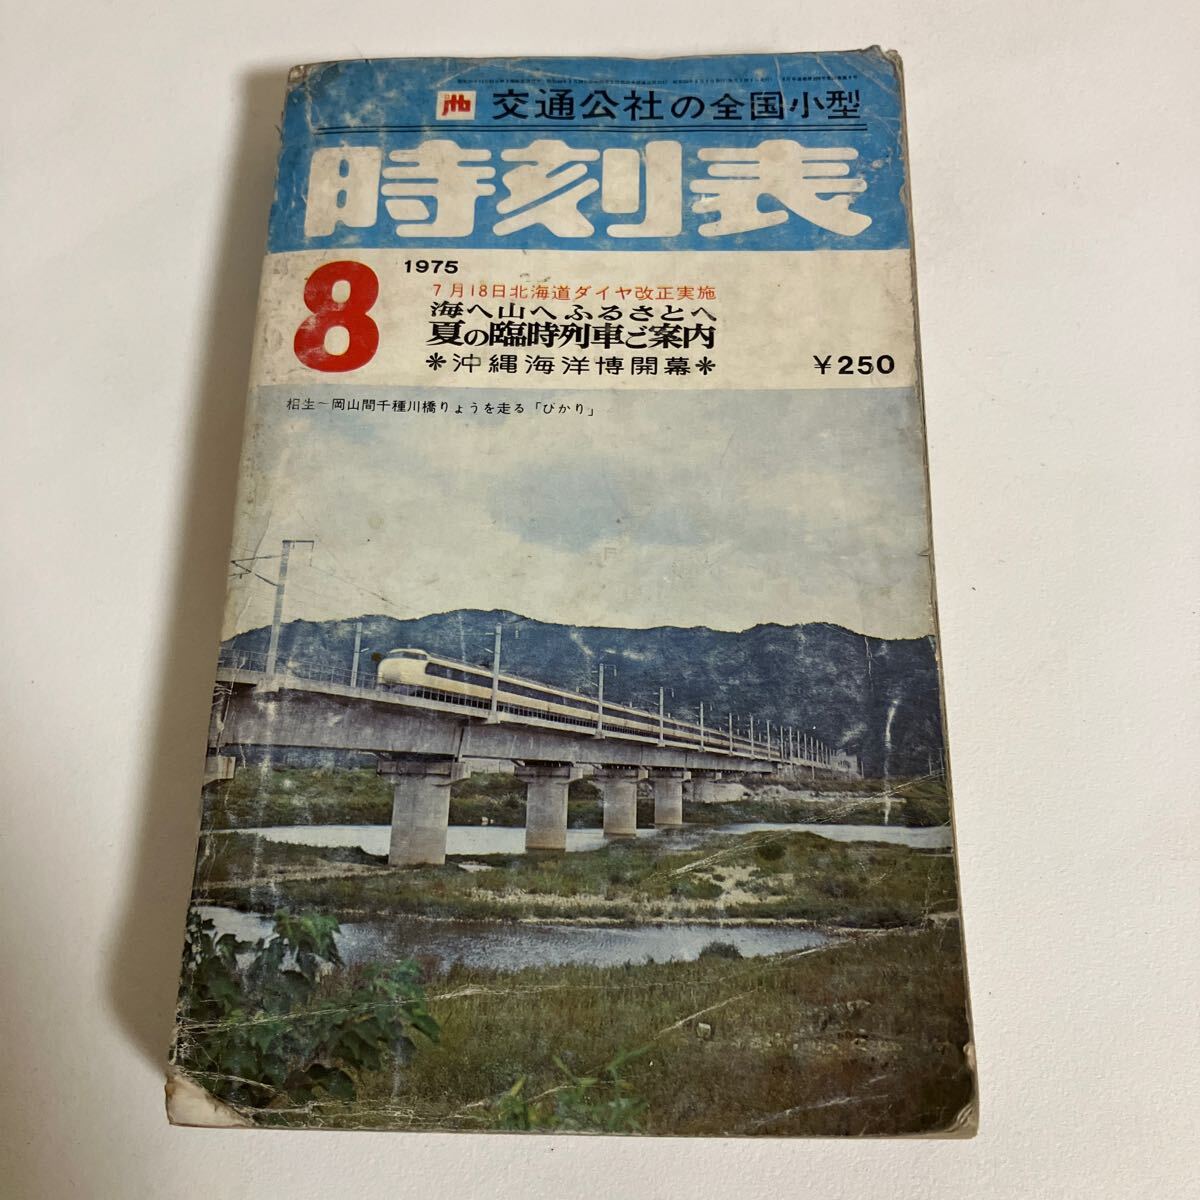 jtb 交通公社の全国小型
時刻表
8
1975
7月18日北海道ダイヤ改正実施
海へ山へふるさとへ
夏の臨時列車ご案内
*沖縄海洋博開幕*
¥250
相生~岡山間千種川橋りょうを走る「ひかり」